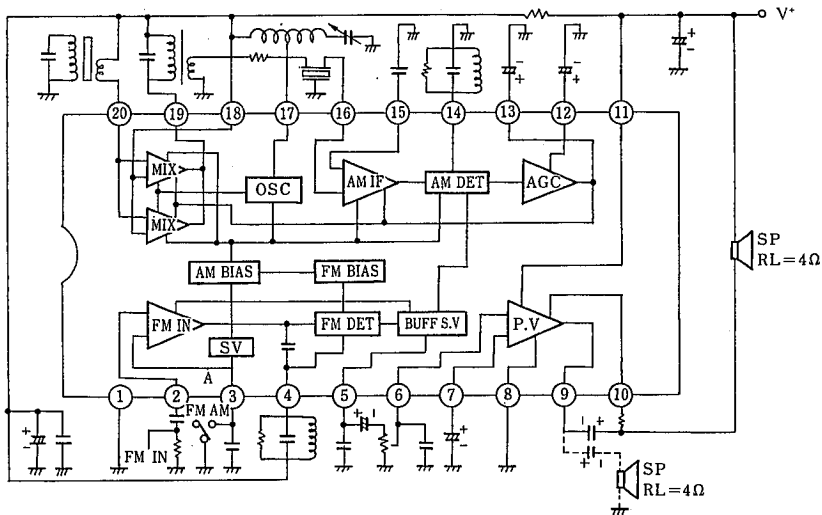 V⁺
20 19 18 17 16 15 14 13 12 11
MIX
MIX
OSC
AM IF
AM DET
AGC
SP
RL=4Ω
AM BIAS
FM BIAS
FM IN
FM DET
BUFF S.V
P.V
SV
A
1 2 3 4 5 6 7 8 9 10
FM AM
FM IN
SP
RL=4Ω